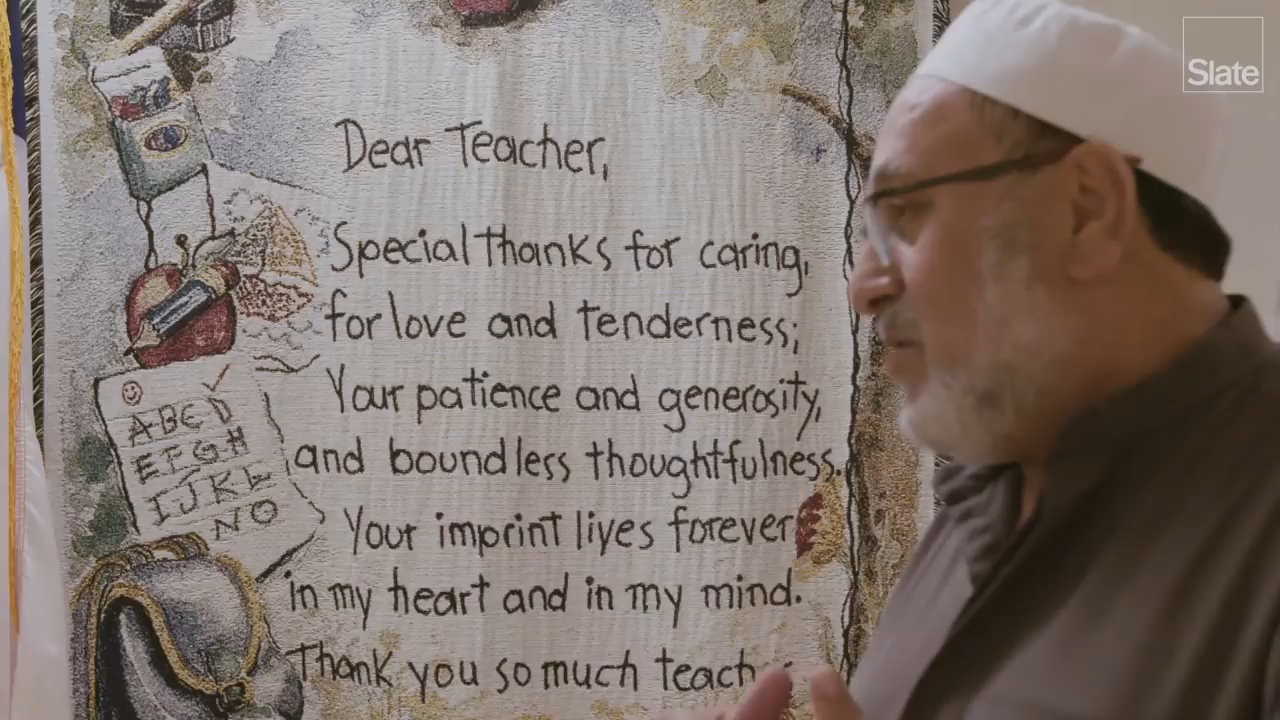 Slate
Dear Teacher,
Special thanks for caring,
for love and tenderness;
Your patience and generosity,
and boundless thoughtfulness.
Your imprint lives forever
in my heart and in my mind.
Thank you so much
A B C D
E F G H
I J K L
N O